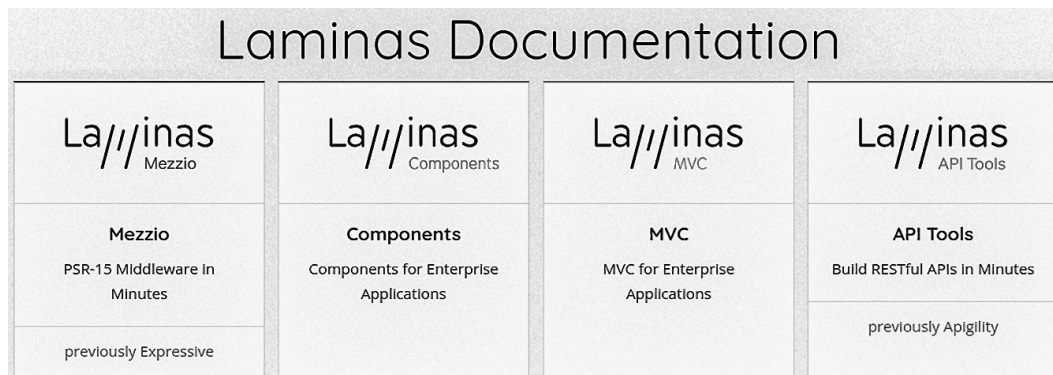 Laminas Documentation
Laminas
Mezzio
Mezzio
PSR-15 Middleware in
Minutes
previously Expressive
Laminas
Components
Components
Components for Enterprise
Applications
Laminas
MVC
MVC
MVC for Enterprise
Applications
Laminas
API Tools
API Tools
Build RESTful APIs in Minutes
previously Apigility